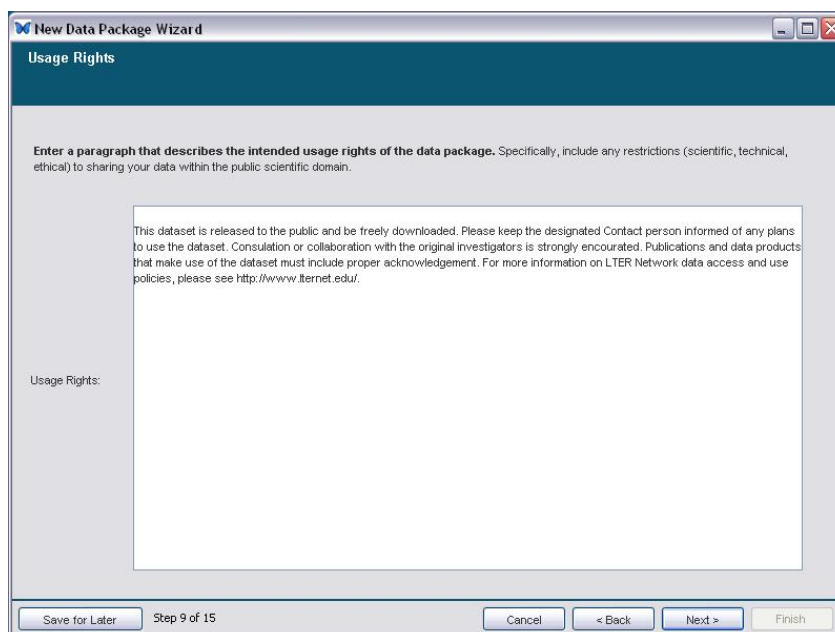 New Data Package Wizard
Usage Rights
Enter a paragraph that describes the intended usage rights of the data package. Specifically, include any restrictions (scientific, technical,
ethical) to sharing your data within the public scientific domain.
This dataset is released to the public and be freely downloaded. Please keep the designated Contact person informed of any plans
to use the dataset. Consulation or collaboration with the original investigators is strongly encourated. Publications and data products
that make use of the dataset must include proper acknowledgement. For more information on LTER Network data access and use
policies, please see http://www.lternet.edu/.
Usage Rights:
Save for Later Step 9 of 15 Cancel < Back Next > Finish